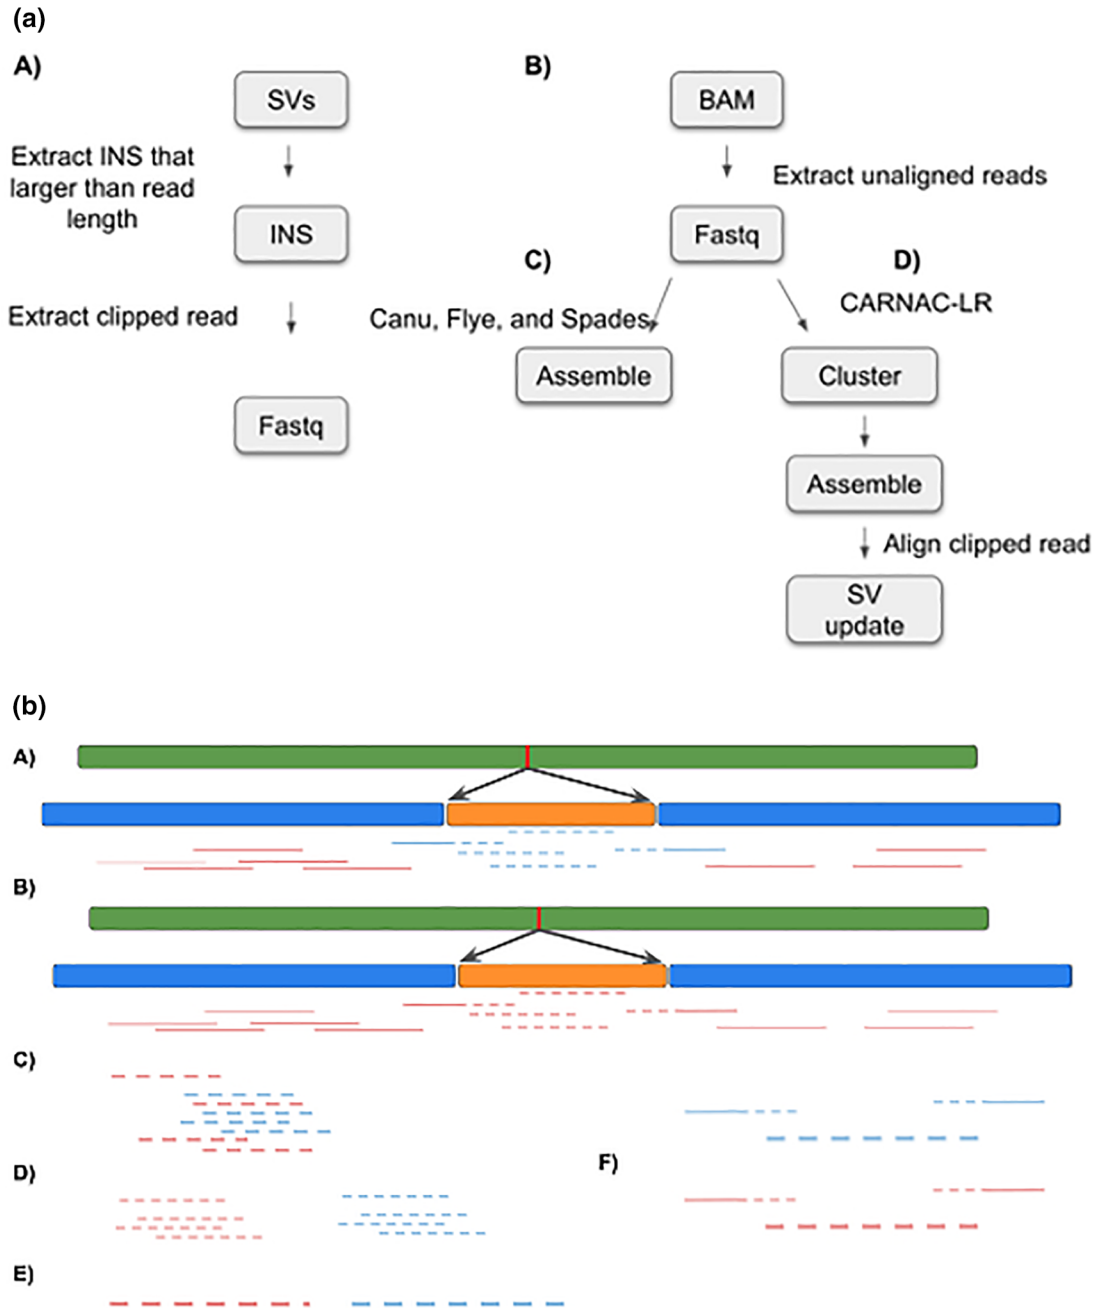 (a)
A)
SVs
Extract INS that
larger than read
length
INS
Extract clipped read
Fastq
B)
BAM
Extract unaligned reads
Fastq
C)
Canu, Flye, and Spades
Assemble
D)
CARNAC-LR
Cluster
Assemble
Align clipped read
SV
update
(b)
A)
B)
C)
D)
F)
E)